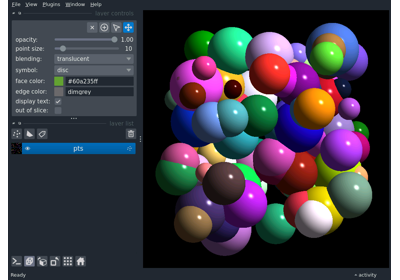 File View Plugins Window Help
layer controls
opacity: 1.00
point size: 10
blending: translucent
symbol: disc
face color: #60a235ff
edge color: dimgrey
display text:
out of slice:
layer list
pts
activity